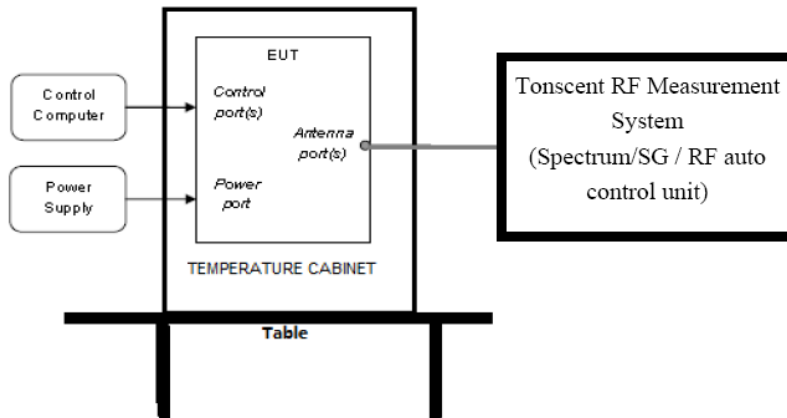 EUT
Control
Computer
Control
port(s)
Antenna
port(s)
Power
Supply
Power
port
TEMPERATURE CABINET
Table
Tonscent RF Measurement
System
(Spectrum/SG / RF auto
control unit)